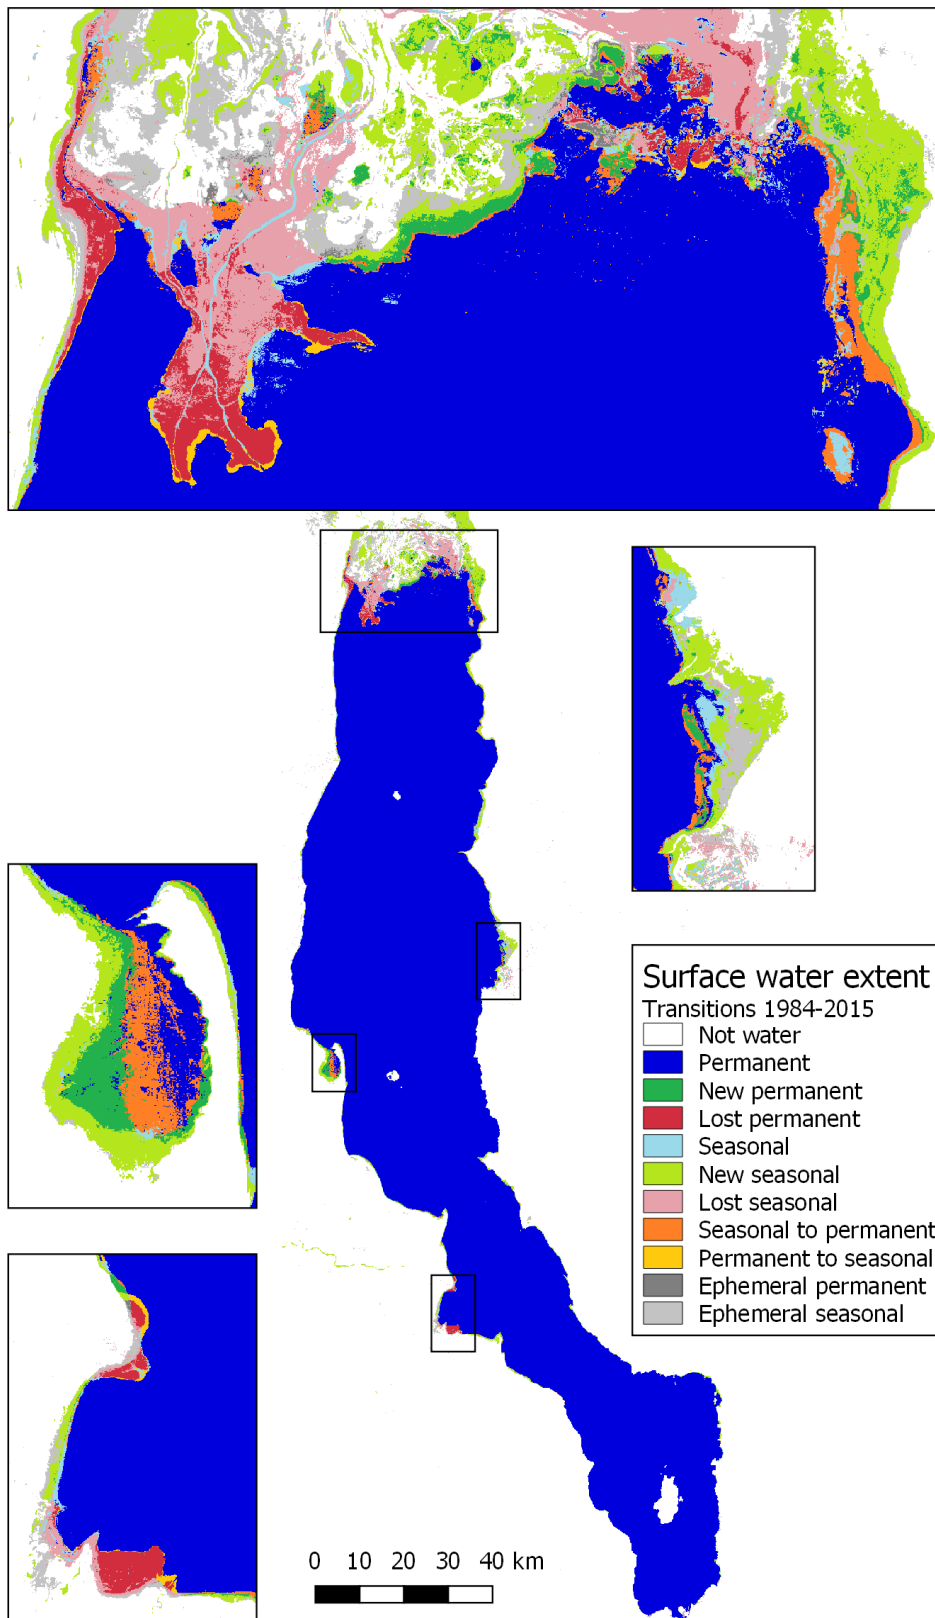 Surface water extent
Transitions 1984-2015
Not water
Permanent
New permanent
Lost permanent
Seasonal
New seasonal
Lost seasonal
Seasonal to permanent
Permanent to seasonal
Ephemeral permanent
Ephemeral seasonal
0 10 20 30 40 km